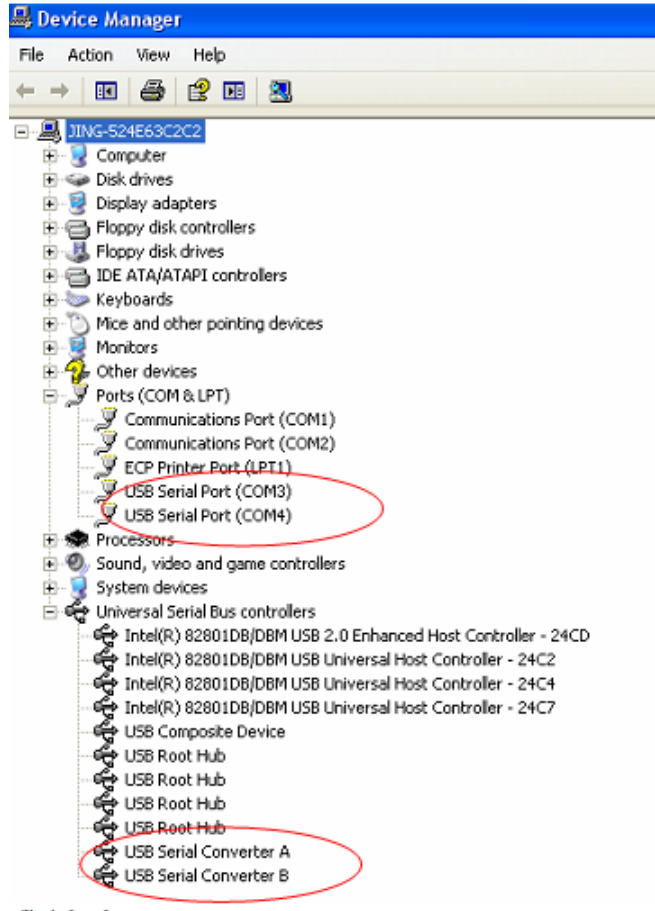 Device Manager
File Action View Help
JING-524E63C2C2
Computer
Disk drives
Display adapters
Floppy disk controllers
Floppy disk drives
IDE ATA/ATAPI controllers
Keyboards
Mice and other pointing devices
Monitors
Other devices
Ports (COM & LPT)
Communications Port (COM1)
Communications Port (COM2)
ECP Printer Port (LPT1)
USB Serial Port (COM3)
USB Serial Port (COM4)
Processors
Sound, video and game controllers
System devices
Universal Serial Bus controllers
Intel(R) 82801DB/DBM USB 2.0 Enhanced Host Controller - 24CD
Intel(R) 82801DB/DBM USB Universal Host Controller - 24C2
Intel(R) 82801DB/DBM USB Universal Host Controller - 24C4
Intel(R) 82801DB/DBM USB Universal Host Controller - 24C7
USB Composite Device
USB Root Hub
USB Root Hub
USB Root Hub
USB Root Hub
USB Serial Converter A
USB Serial Converter B